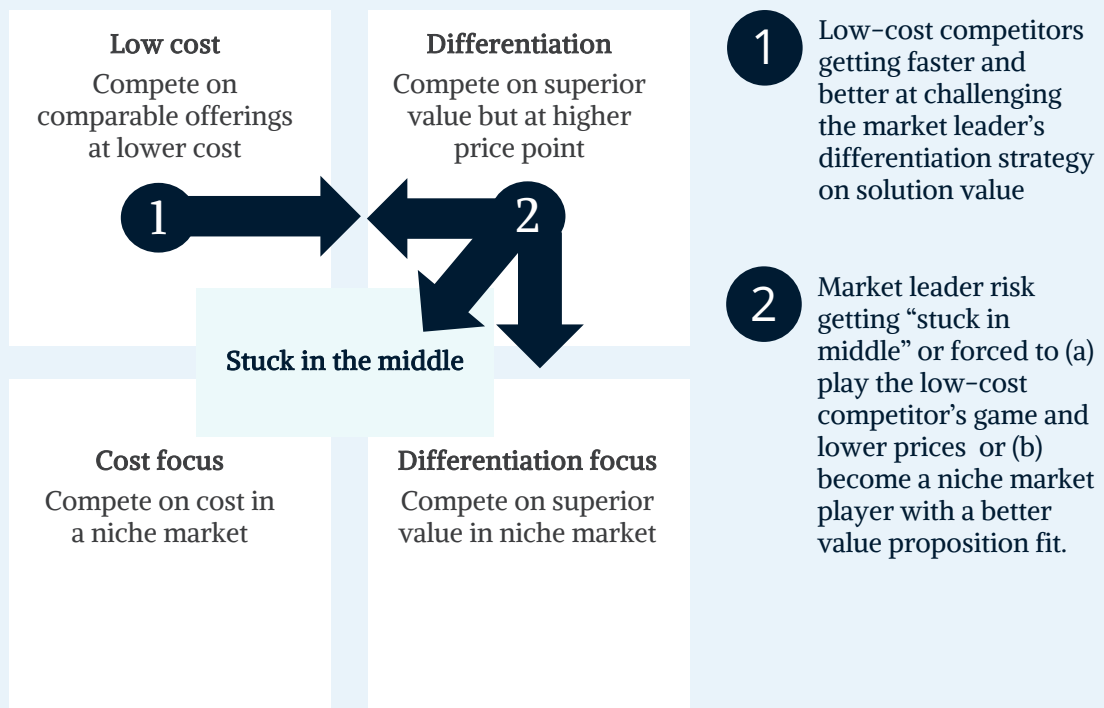 Low cost
Compete on
comparable offerings
at lower cost
1
Differentiation
Compete on superior
value but at higher
price point
2
Stuck in the middle
Cost focus
Compete on cost in
a niche market
Differentiation focus
Compete on superior
value in niche market
1
Low-cost competitors
getting faster and
better at challenging
the market leader’s
differentiation strategy
on solution value
2
Market leader risk
getting “stuck in
middle” or forced to (a)
play the low-cost
competitor’s game and
lower prices or (b)
become a niche market
player with a better
value proposition fit.